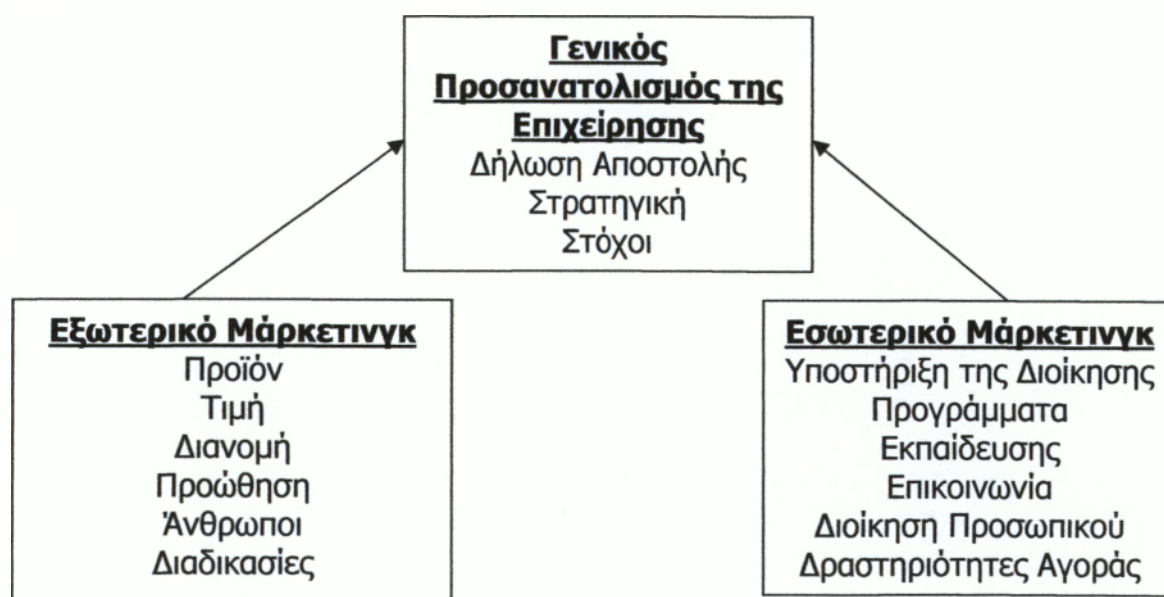 Γενικός
Προσανατολισμός της
Επιχείρησης
Δήλωση Αποστολής
Στρατηγική
Στόχοι
Εξωτερικό Μάρκετινγκ
Προϊόν
Τιμή
Διανομή
Προώθηση
Άνθρωποι
Διαδικασίες
Εσωτερικό Μάρκετινγκ
Υποστήριξη της Διοίκησης
Προγράμματα
Εκπαίδευσης
Επικοινωνία
Διοίκηση Προσωπικού
Δραστηριότητες Αγοράς